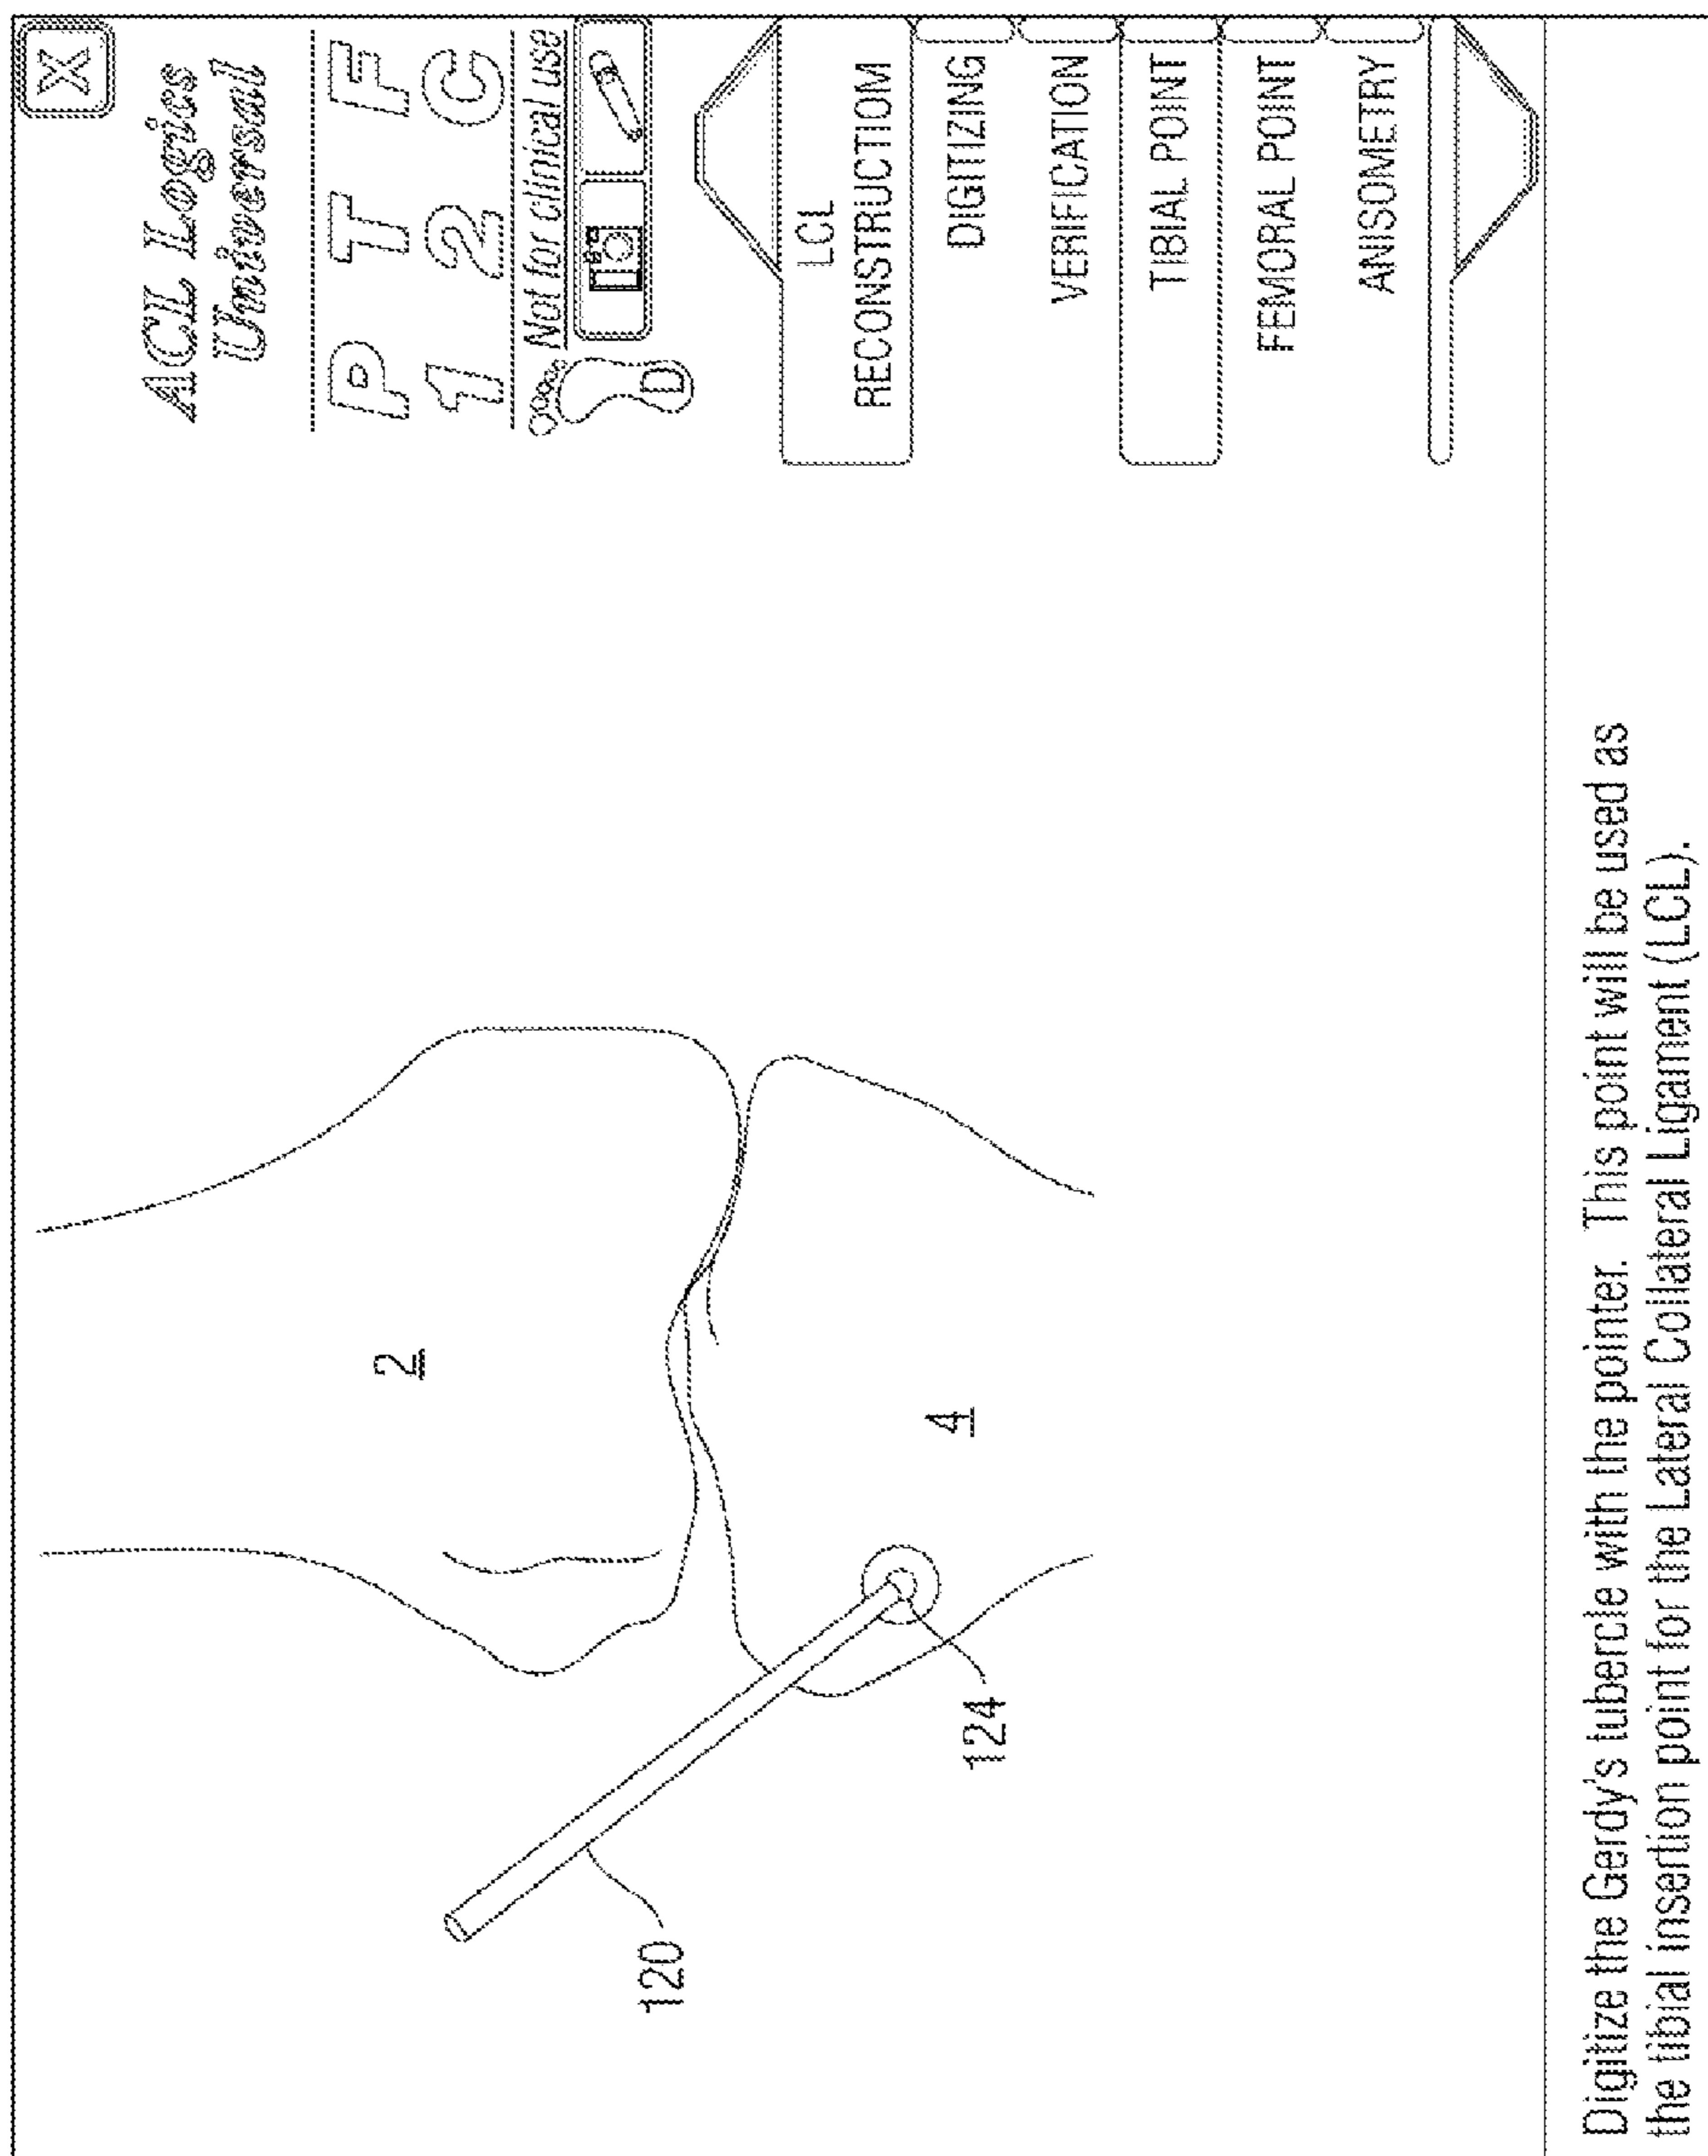 X
ACL Logics
Universal
P T F
1 2 C
Not for clinical use
D
LCL
RECONSTRUCTIOM
DIGITIZING
VERIFICATION
TIBIAL POINT
FEMORAL POINT
ANISOMETRY
2
4
120
124
Digitize the Gerdy's tubercle with the pointer. This point will be used as
the tibial insertion point for the Lateral Collateral Ligament (LCL).